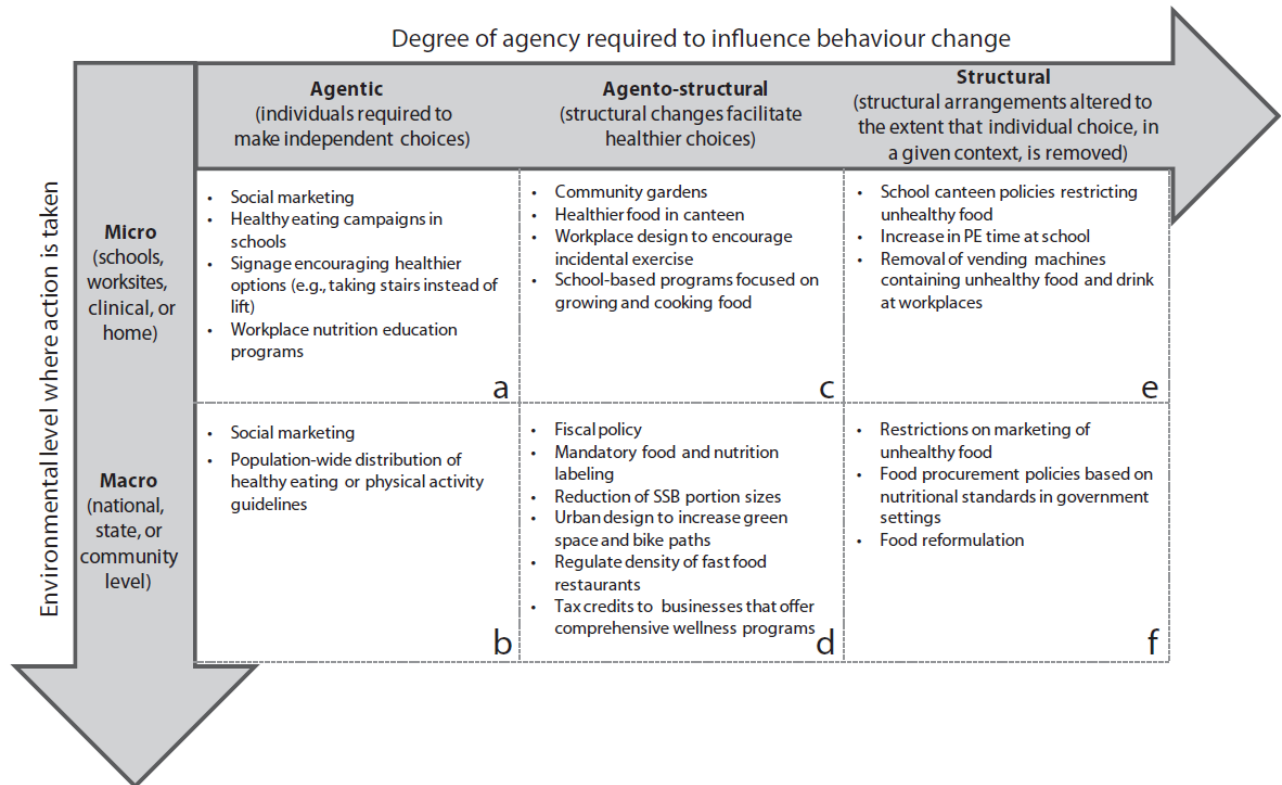 Degree of agency required to influence behaviour change
Agentic
(individuals required to
make independent choices)
Agento-structural
(structural changes facilitate
healthier choices)
Structural
(structural arrangements altered to
the extent that individual choice, in
a given context, is removed)
Environmental level where action is taken
Micro
(schools,
worksites,
clinical, or
home)
• Social marketing
• Healthy eating campaigns in
schools
• Signage encouraging healthier
options (e.g., taking stairs instead of
lift)
• Workplace nutrition education
programs
a
• Community gardens
• Healthier food in canteen
• Workplace design to encourage
incidental exercise
• School-based programs focused on
growing and cooking food
c
• School canteen policies restricting
unhealthy food
• Increase in PE time at school
• Removal of vending machines
containing unhealthy food and drink
at workplaces
e
Macro
(national,
state, or
community
level)
• Social marketing
• Population-wide distribution of
healthy eating or physical activity
guidelines
b
• Fiscal policy
• Mandatory food and nutrition
labeling
• Reduction of SSB portion sizes
• Urban design to increase green
space and bike paths
• Regulate density of fast food
restaurants
• Tax credits to businesses that offer
comprehensive wellness programs
d
• Restrictions on marketing of
unhealthy food
• Food procurement policies based on
nutritional standards in government
settings
• Food reformulation
f